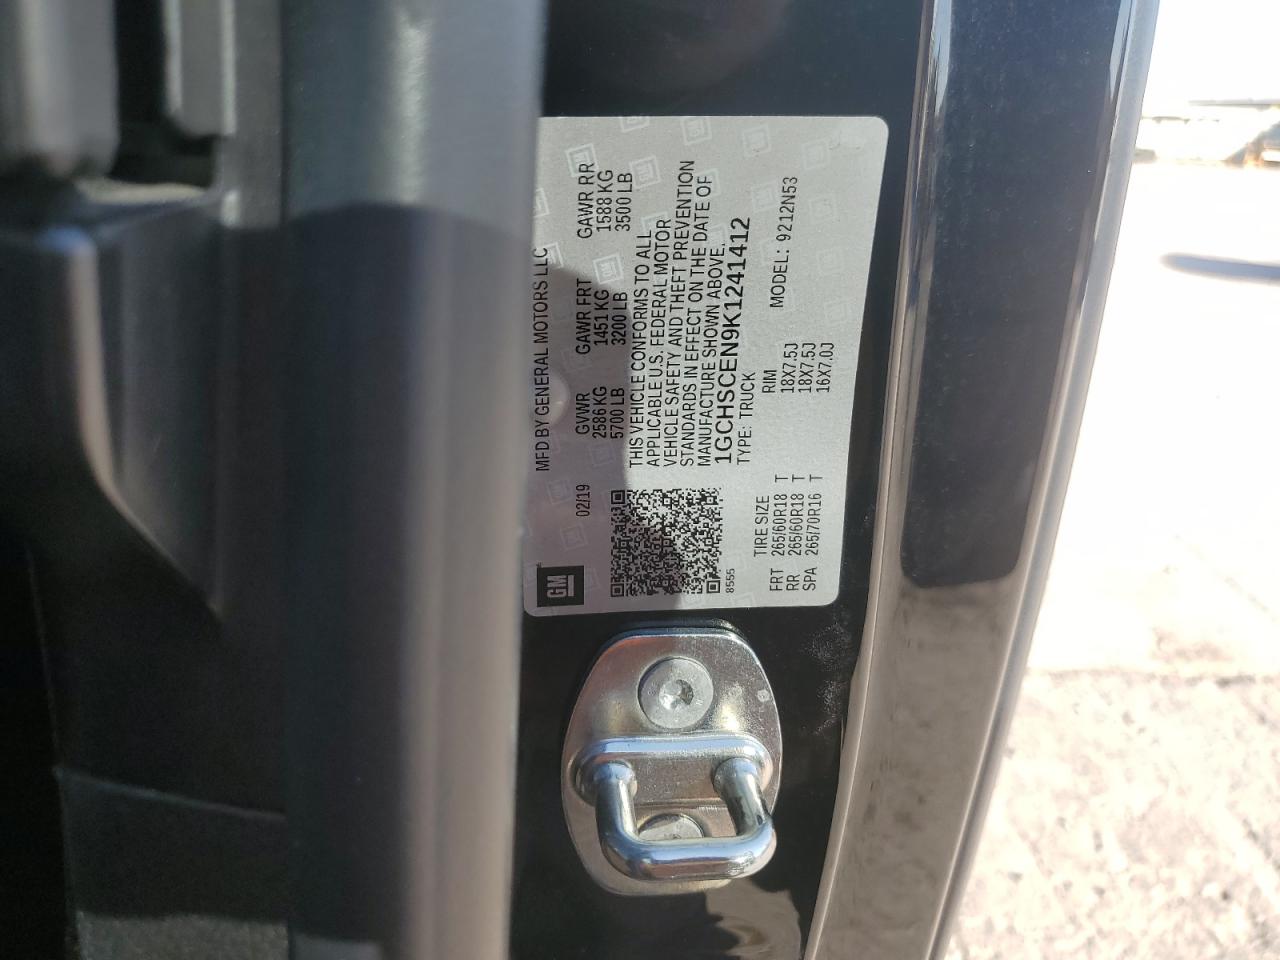 GM
MFD BY GENERAL MOTORS LLC
02/19
GVWR GAWR FRT GAWR RR
2586 KG 1451 KG 1588 KG
5700 LB 3200 LB 3500 LB
THIS VEHICLE CONFORMS TO ALL
APPLICABLE U.S. FEDERAL MOTOR
VEHICLE SAFETY AND THEFT PREVENTION
STANDARDS IN EFFECT ON THE DATE OF
MANUFACTURE SHOWN ABOVE.
1GCHSCEN9K1241412
8555
TYPE: TRUCK MODEL: 9212N53
TIRE SIZE RIM
FRT 265/60R18 T 18X7.5J
RR 265/60R18 T 18X7.5J
SPA 265/70R16 T 16X7.0J